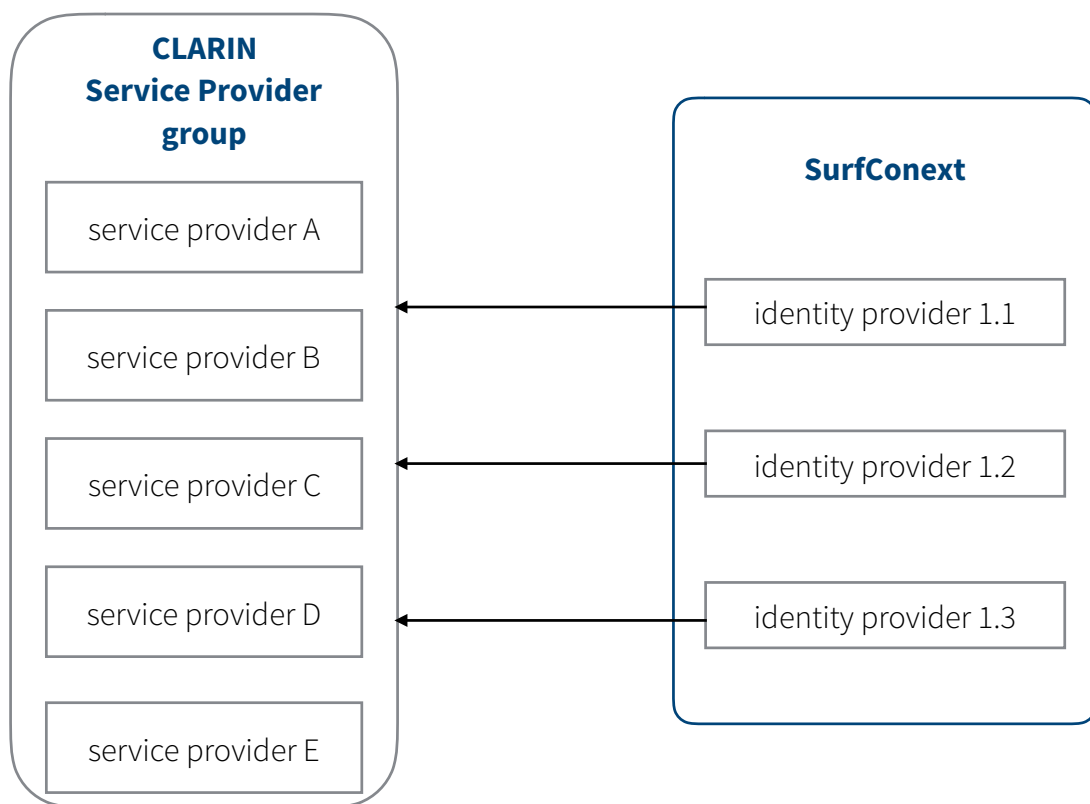 CLARIN
Service Provider
group
service provider A
service provider B
service provider C
service provider D
service provider E
SurfConext
identity provider 1.1
identity provider 1.2
identity provider 1.3